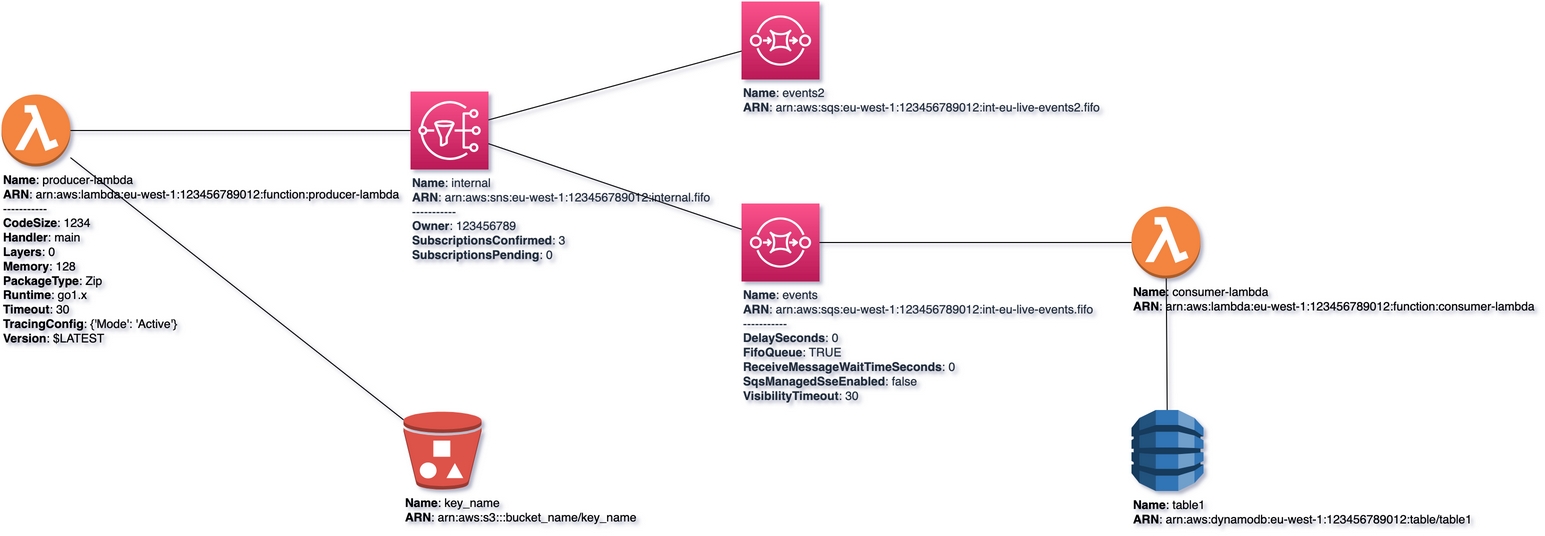 Name: events2
ARN: arn:aws:sqs:eu-west-1:123456789012:int-eu-live-events2.fifo
Name: producer-lambda
ARN: arn:aws:lambda:eu-west-1:123456789012:function:producer-lambda
-----------
CodeSize: 1234
Handler: main
Layers: 0
Memory: 128
PackageType: Zip
Runtime: go1.x
Timeout: 30
TracingConfig: {'Mode': 'Active'}
Version: $LATEST
Name: internal
ARN: arn:aws:sns:eu-west-1:123456789012:internal.fifo
-----------
Owner: 123456789
SubscriptionsConfirmed: 3
SubscriptionsPending: 0
Name: events
ARN: arn:aws:sqs:eu-west-1:123456789012:int-eu-live-events.fifo
-----------
DelaySeconds: 0
FifoQueue: TRUE
ReceiveMessageWaitTimeSeconds: 0
SqsManagedSseEnabled: false
VisibilityTimeout: 30
Name: consumer-lambda
ARN: arn:aws:lambda:eu-west-1:123456789012:function:consumer-lambda
Name: key_name
ARN: arn:aws:s3:::bucket_name/key_name
Name: table1
ARN: arn:aws:dynamodb:eu-west-1:123456789012:table/table1